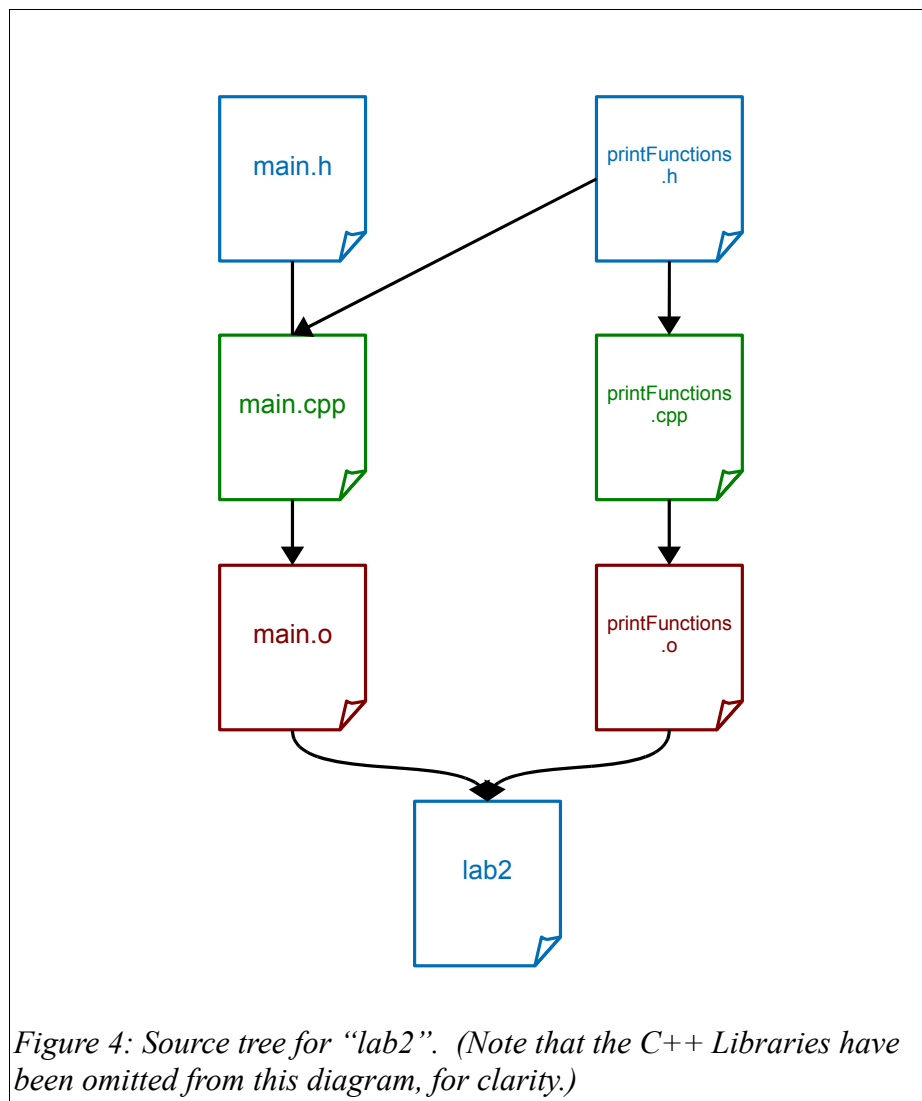 main.h
printFunctions
.h
main.cpp
printFunctions
.cpp
main.o
printFunctions
.o
lab2
Figure 4: Source tree for “lab2”. (Note that the C++ Libraries have
been omitted from this diagram, for clarity.)